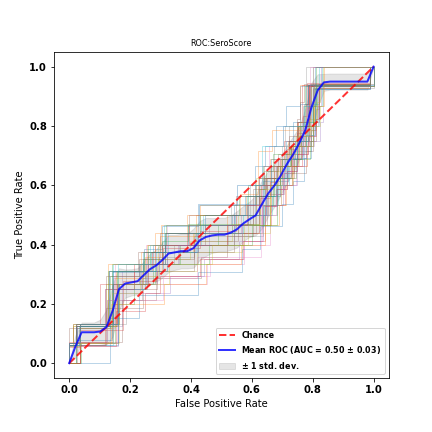 ROC:SeroScore
True Positive Rate
1.0
0.8
0.6
0.4
0.2
0.0
Chance
Mean ROC (AUC = 0.50 ± 0.03)
± 1 std. dev.
0.0 0.2 0.4 0.6 0.8 1.0
False Positive Rate